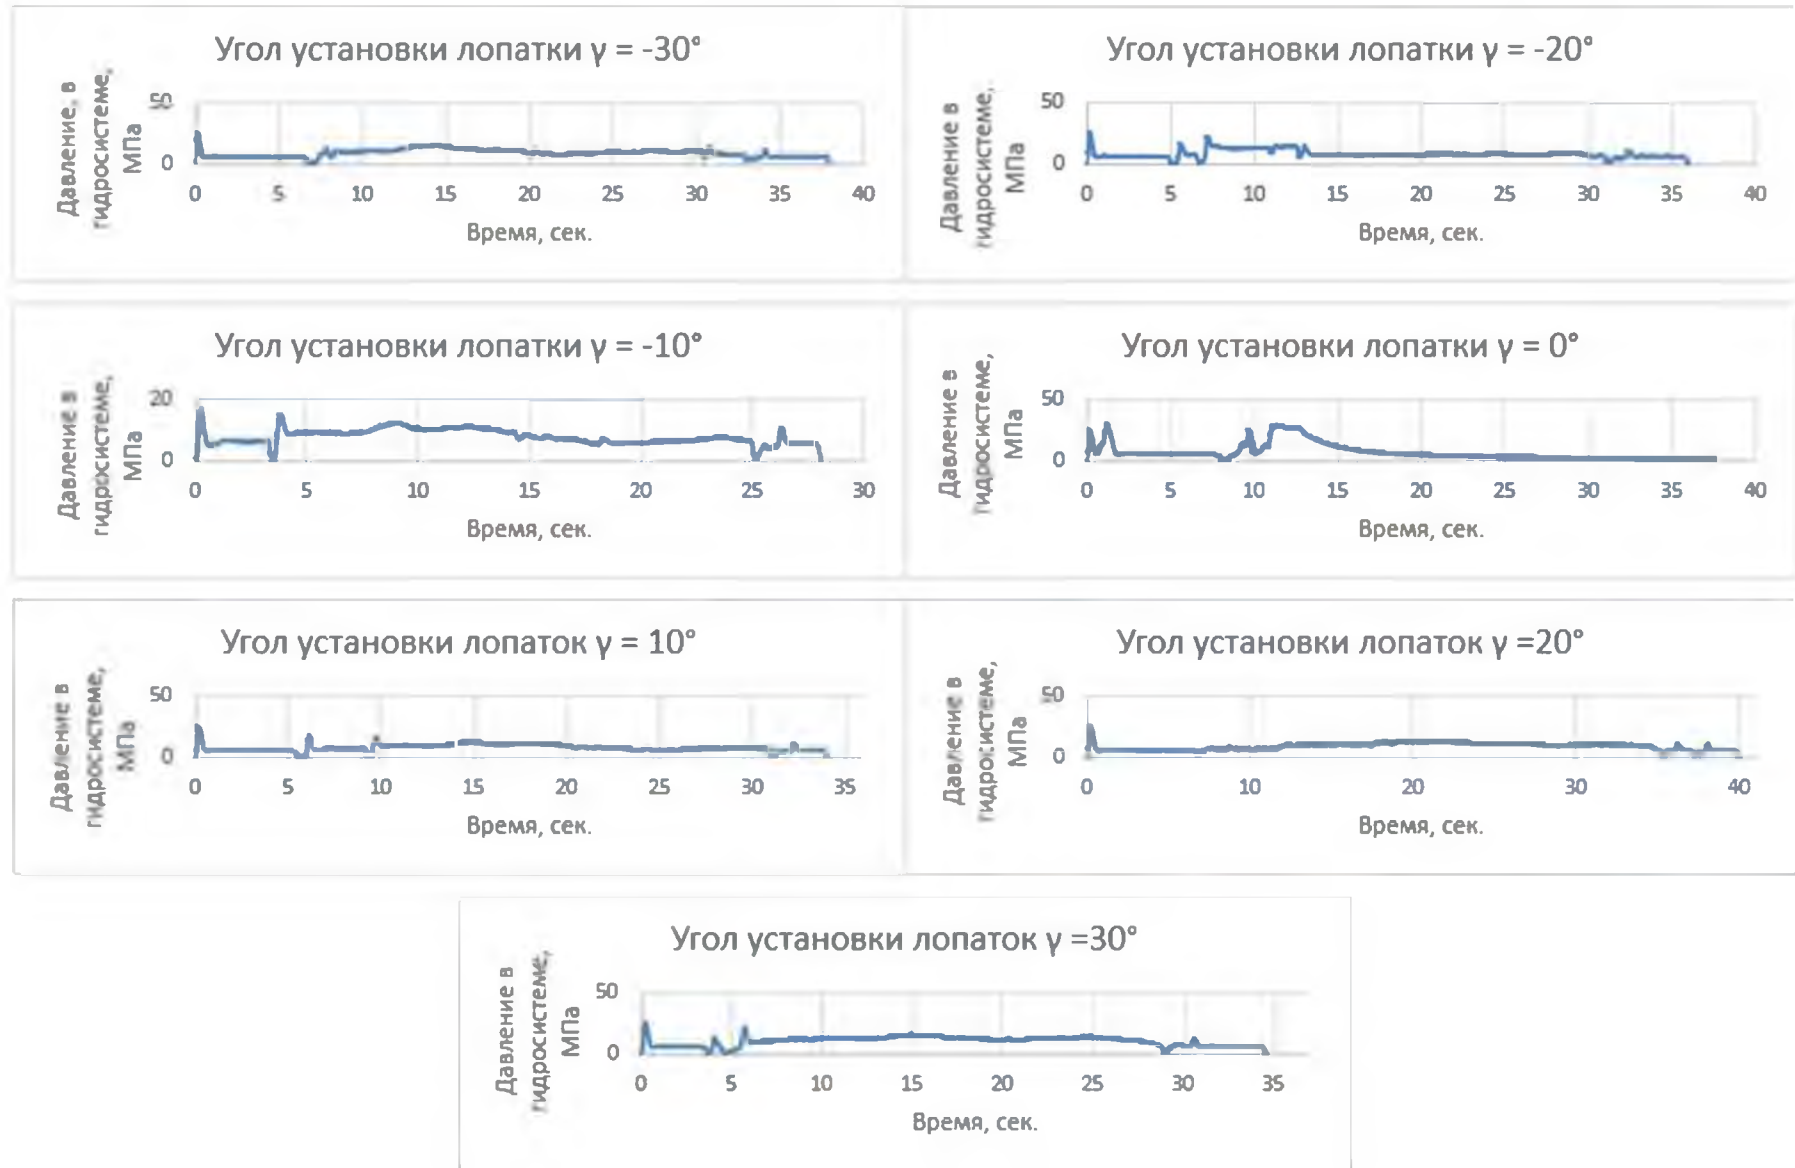 Угол установки лопатки γ = -30°
Давление, в
гидросистеме,
МПа
50
0
0 5 10 15 20 25 30 35 40
Время, сек.
Угол установки лопатки γ = -20°
Давление в
гидросистеме,
МПа
50
0
0 5 10 15 20 25 30 35 40
Время, сек.
Угол установки лопатки γ = -10°
Давление в
гидросистеме,
МПа
20
0
0 5 10 15 20 25 30
Время, сек.
Угол установки лопатки γ = 0°
Давление в
гидросистеме,
МПа
50
0
0 5 10 15 20 25 30 35 40
Время, сек.
Угол установки лопаток γ = 10°
Давление в
гидросистеме,
МПа
50
0
0 5 10 15 20 25 30 35
Время, сек.
Угол установки лопаток γ =20°
Давление в
гидросистеме,
МПа
50
0
0 10 20 30 40
Время, сек.
Угол установки лопаток γ =30°
Давление в
гидросистеме,
МПа
50
0
0 5 10 15 20 25 30 35
Время, сек.